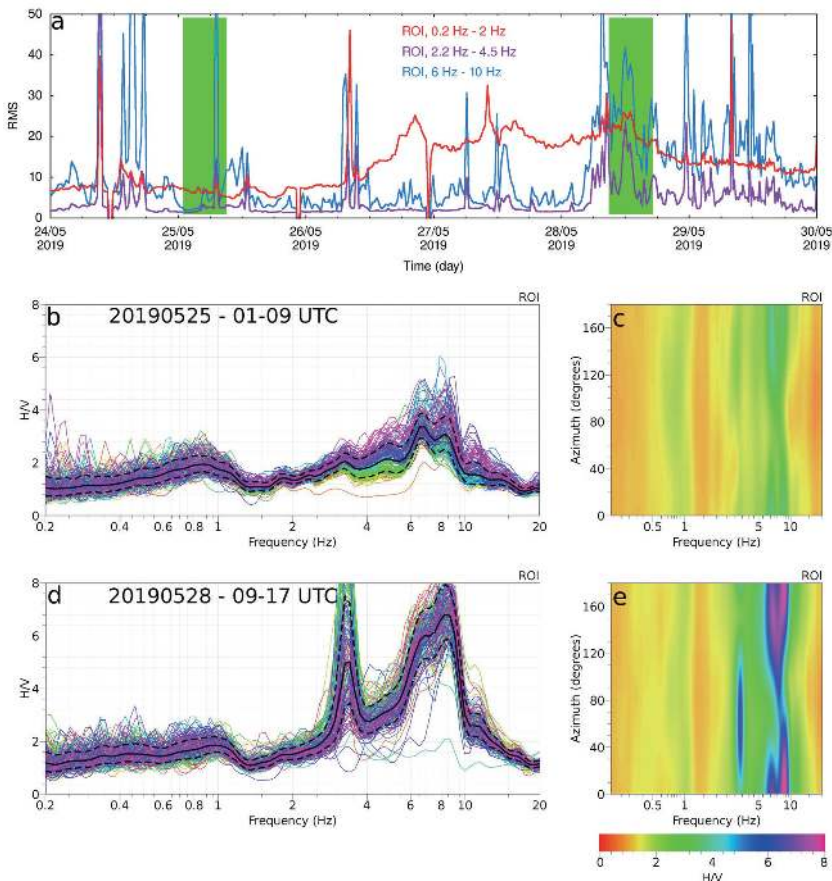 a
ROI, 0.2 Hz - 2 Hz
ROI, 2.2 Hz - 4.5 Hz
ROI, 6 Hz - 10 Hz
50
40
30
20
10
0
RMS
24/05 25/05 26/05 27/05 28/05 29/05 30/05
2019 2019 2019 2019 2019 2019 2019
Time (day)
ROI
b 20190525 - 01-09 UTC
8
6
4
2
0
H/V
0.2 0.4 0.6 0.8 1 2 4 6 8 10 20
Frequency (Hz)
ROI
c
160
120
80
40
0
Azimuth (degrees)
0.5 1 5 10
Frequency (Hz)
ROI
d 20190528 - 09-17 UTC
8
6
4
2
0
H/V
0.2 0.4 0.6 0.8 1 2 4 6 8 10 20
Frequency (Hz)
ROI
e
160
120
80
40
0
Azimuth (degrees)
0.5 1 5 10
Frequency (Hz)
0 2 4 6 8
H/V